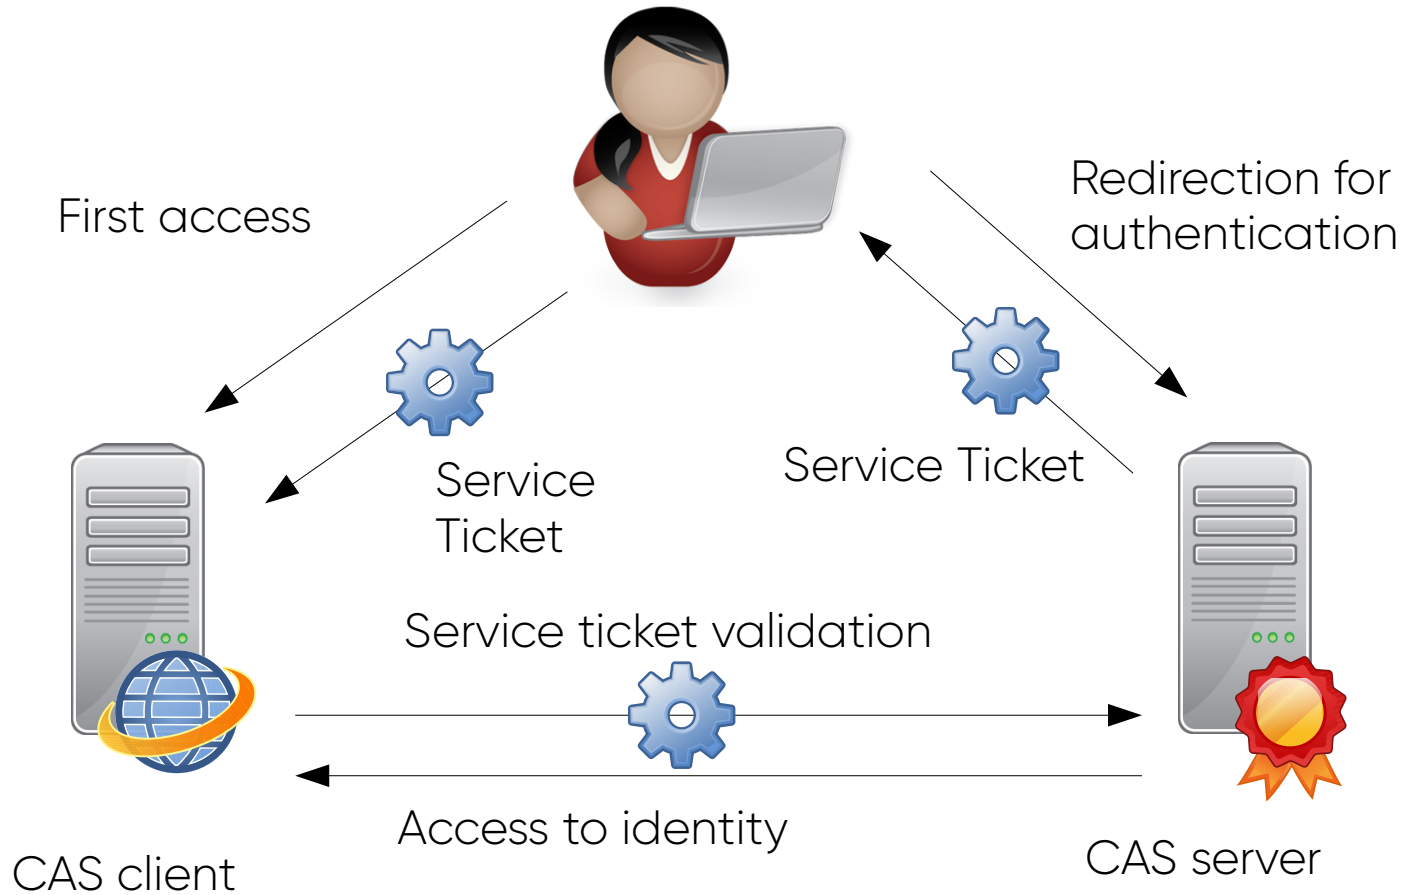 First access
Redirection for
authentication
Service
Ticket
Service Ticket
Service ticket validation
Access to identity
CAS client
CAS server